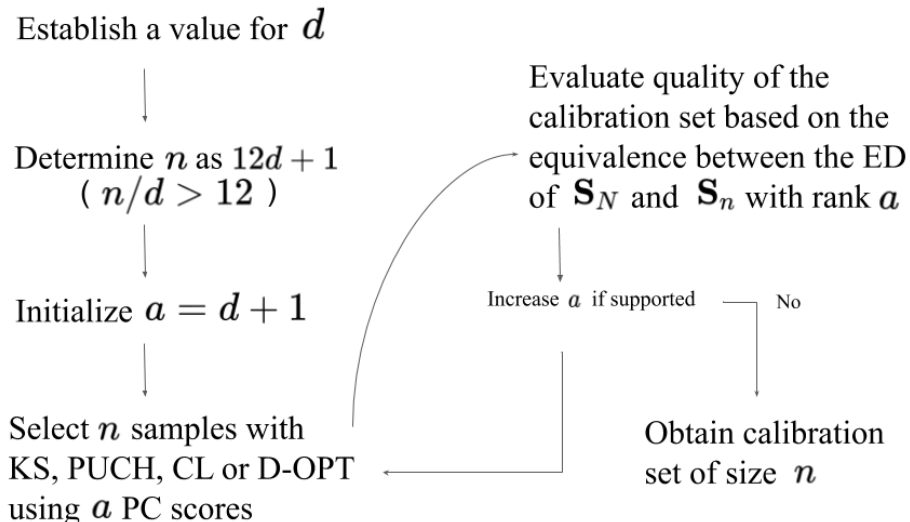 Establish a value for d
Determine n as 12d + 1
( n/d > 12 )
Initialize a = d + 1
Select n samples with
KS, PUCH, CL or D-OPT
using a PC scores
Evaluate quality of the
calibration set based on the
equivalence between the ED
of S_N and S_n with rank a
Increase a if supported
No
Obtain calibration
set of size n